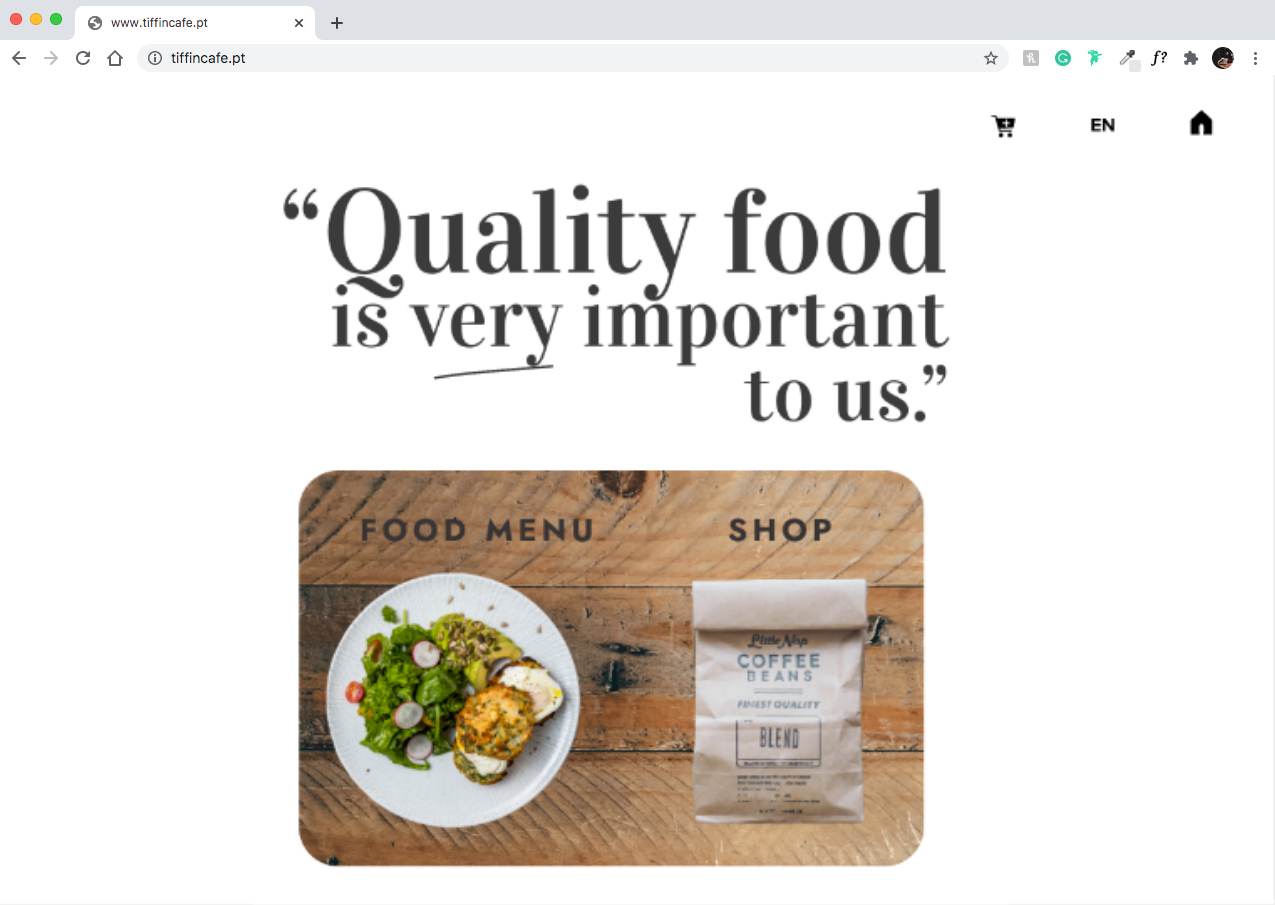 www.tiffincafe.pt
tiffincafe.pt
f?
EN
“Quality food
is very important
to us.”
FOOD MENU
SHOP
Little Nap
COFFEE
BEANS
FINEST QUALITY
BLEND